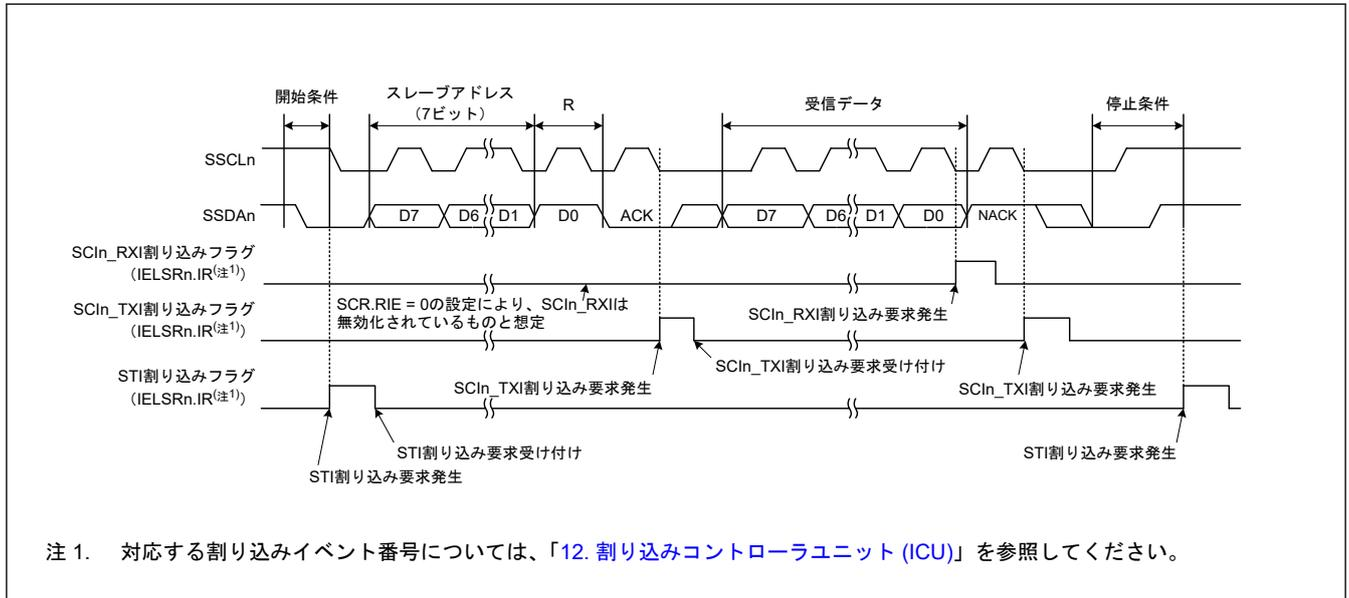 開始条件
スレーブアドレス
（7ビット）
R
受信データ
停止条件
SSCLn
SSDAn
D7
D6
D1
D0
ACK
D7
D6
D1
D0
NACK
SCIn_RXI割り込みフラグ
（IELSRn.IR(注1)）
SCR.RIE = 0の設定により、SCIn_RXIは
無効化されているものと想定
SCIn_RXI割り込み要求発生
SCIn_TXI割り込みフラグ
（IELSRn.IR(注1)）
SCIn_TXI割り込み要求発生
SCIn_TXI割り込み要求受け付け
SCIn_TXI割り込み要求発生
STI割り込みフラグ
（IELSRn.IR(注1)）
STI割り込み要求受け付け
STI割り込み要求発生
STI割り込み要求発生
注 1. 対応する割り込みイベント番号については、「12. 割り込みコントローラユニット (ICU)」を参照してください。